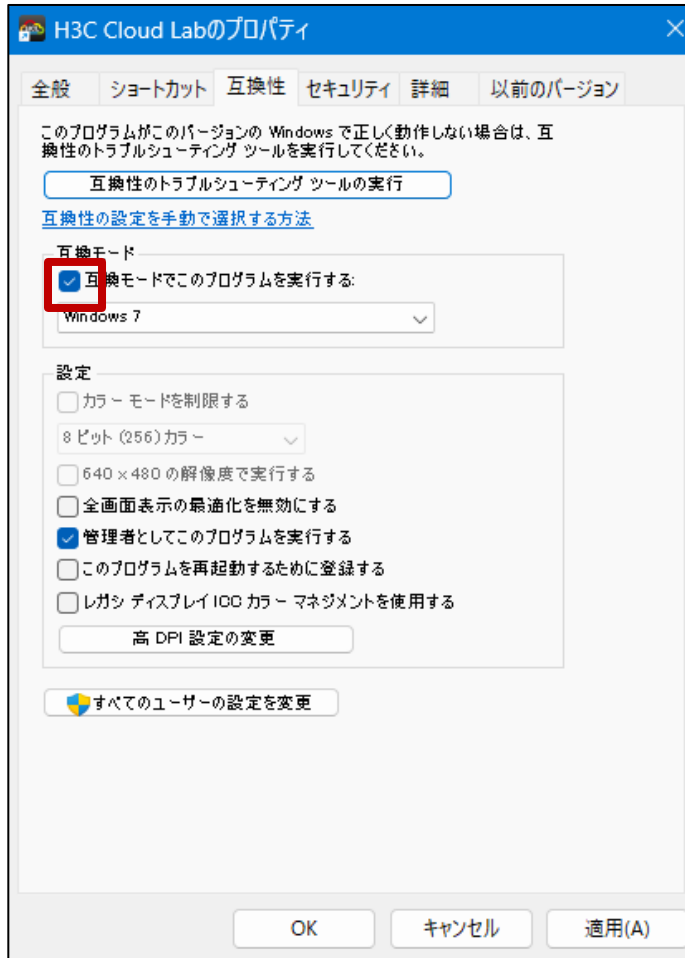 H3C Cloud Labのプロパティ
全般 ショートカット 互換性 セキュリティ 詳細 以前のバージョン
このプログラムがこのバージョンの Windows で正しく動作しない場合は、互
換性のトラブルシューティング ツールを実行してください。
互換性のトラブルシューティング ツールの実行
互換性の設定を手動で選択する方法
互換モード
互換モードでこのプログラムを実行する:
Windows 7
設定
カラー モードを制限する
8 ビット (256) カラー
640 × 480 の解像度で実行する
全画面表示の最適化を無効にする
管理者としてこのプログラムを実行する
このプログラムを再起動するために登録する
レガシ ディスプレイ ICC カラー マネジメントを使用する
高 DPI 設定の変更
すべてのユーザーの設定を変更
OK キャンセル 適用(A)